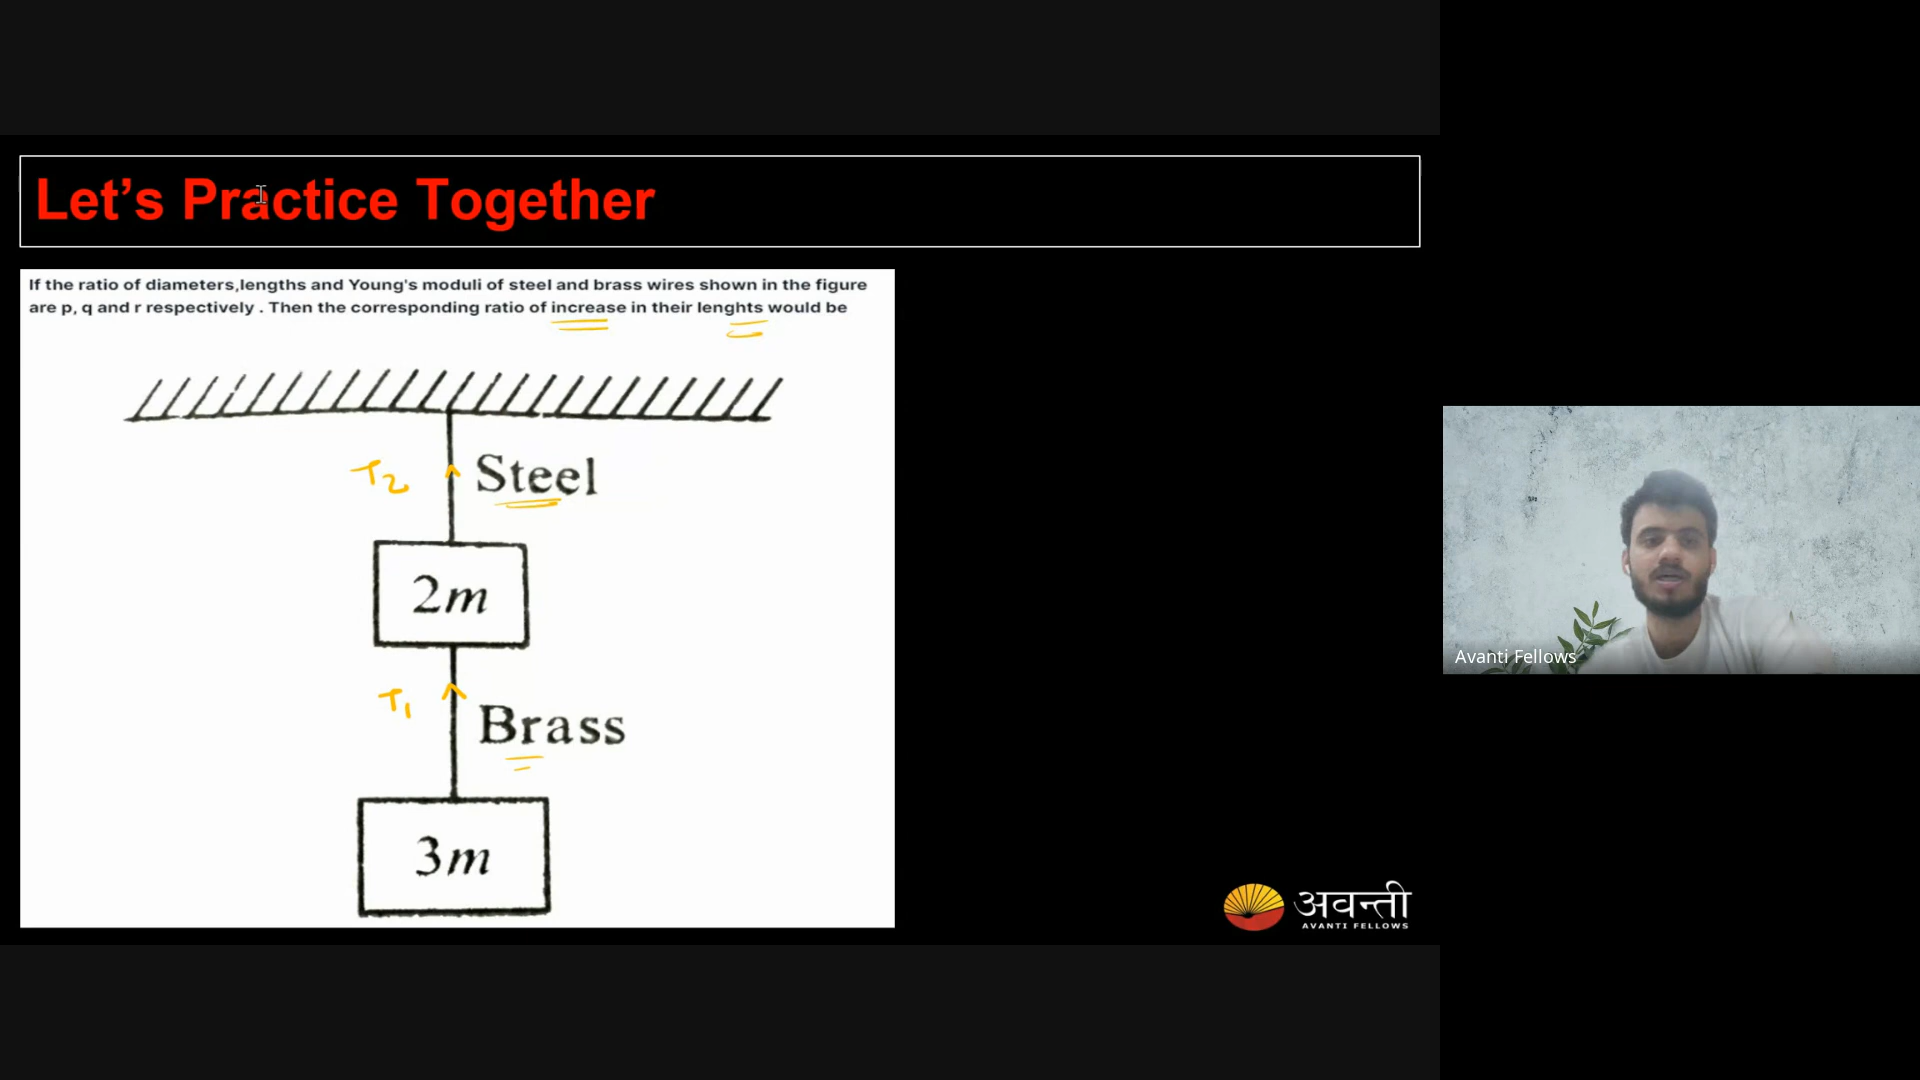 Let's Practice Together
If the ratio of diameters,lengths and Young's moduli of steel and brass wires shown in the figure
are p, q and r respectively . Then the corresponding ratio of increase in their lenghts would be
T2
Steel
2m
T1
Brass
3m
अवन्ती
AVANTI FELLOWS
Avanti Fellows